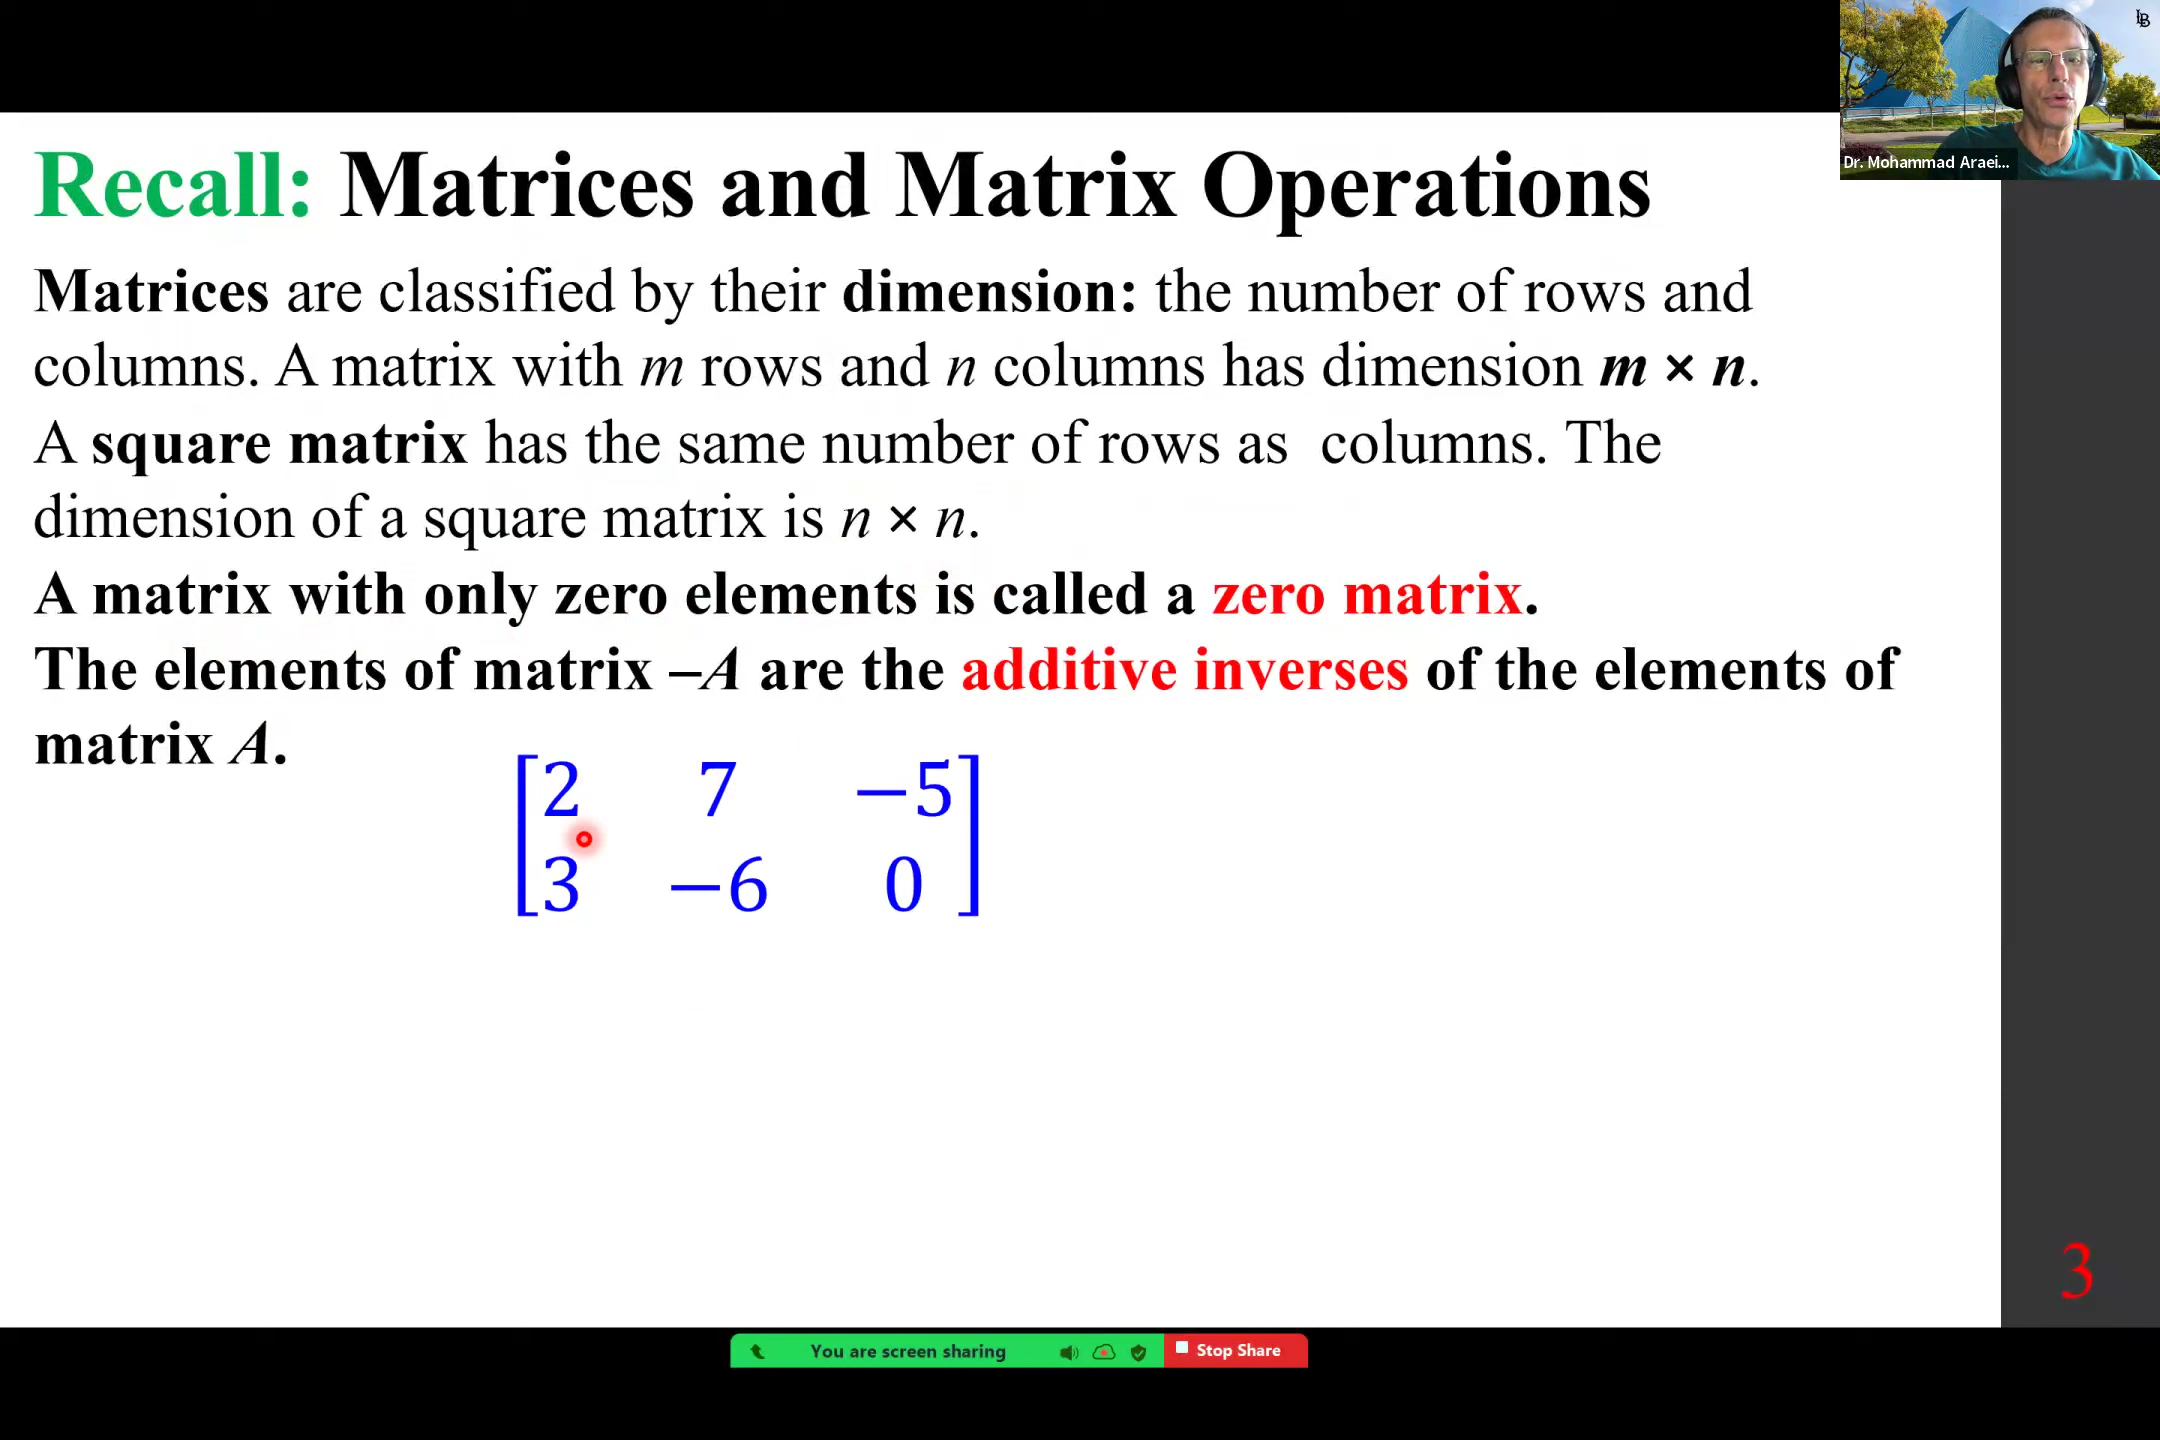 Recall: Matrices and Matrix Operations
Matrices are classified by their dimension: the number of rows and
columns. A matrix with m rows and n columns has dimension m × n.
A square matrix has the same number of rows as columns. The
dimension of a square matrix is n × n.
A matrix with only zero elements is called a zero matrix.
The elements of matrix –A are the additive inverses of the elements of
matrix A.
2 7 −5
3 −6 0
3
Dr. Mohammad Araei...
LB
You are screen sharing
Stop Share